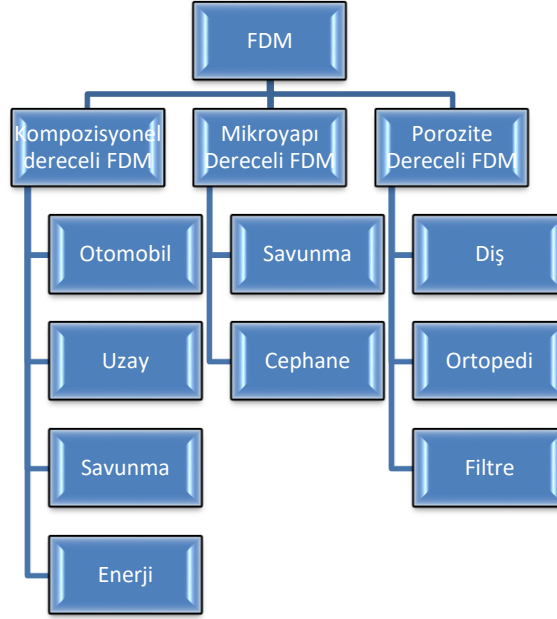 FDM
Kompozisyonel
dereceli FDM
Mikroyapı
Dereceli FDM
Porozite
Dereceli FDM
Otomobil
Uzay
Savunma
Enerji
Savunma
Cephane
Diş
Ortopedi
Filtre